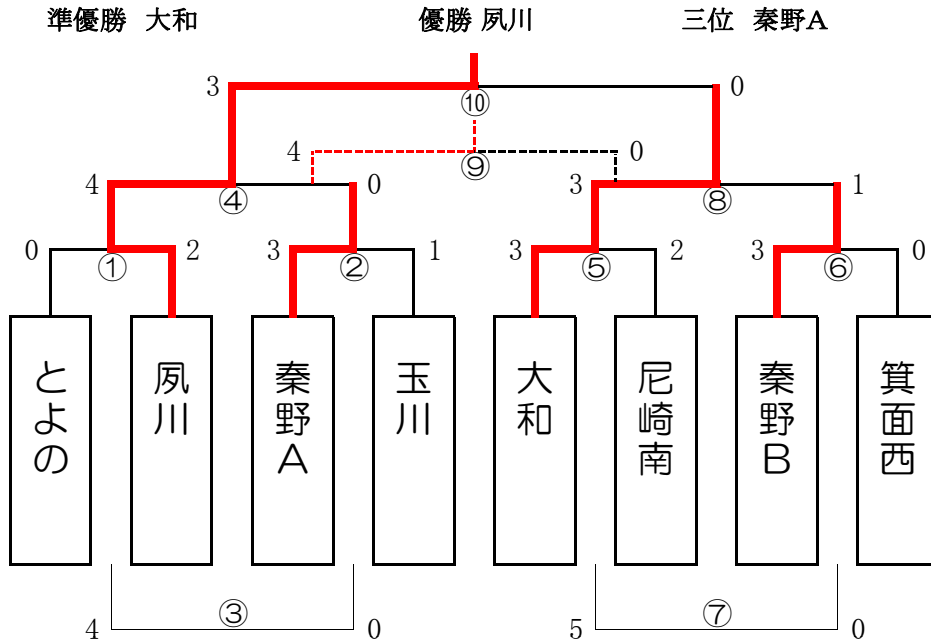 準優勝 大和 優勝 夙川 三位 秦野A
3 ⑩ 0
4 ⑨ 0
4 ④ 0 3 ⑧ 1
0 ① 2 3 ② 1 3 ⑤ 2 3 ⑥ 0
とよの
夙川
秦野A
玉川
大和
尼崎南
秦野B
箕面西
4 ③ 0 5 ⑦ 0